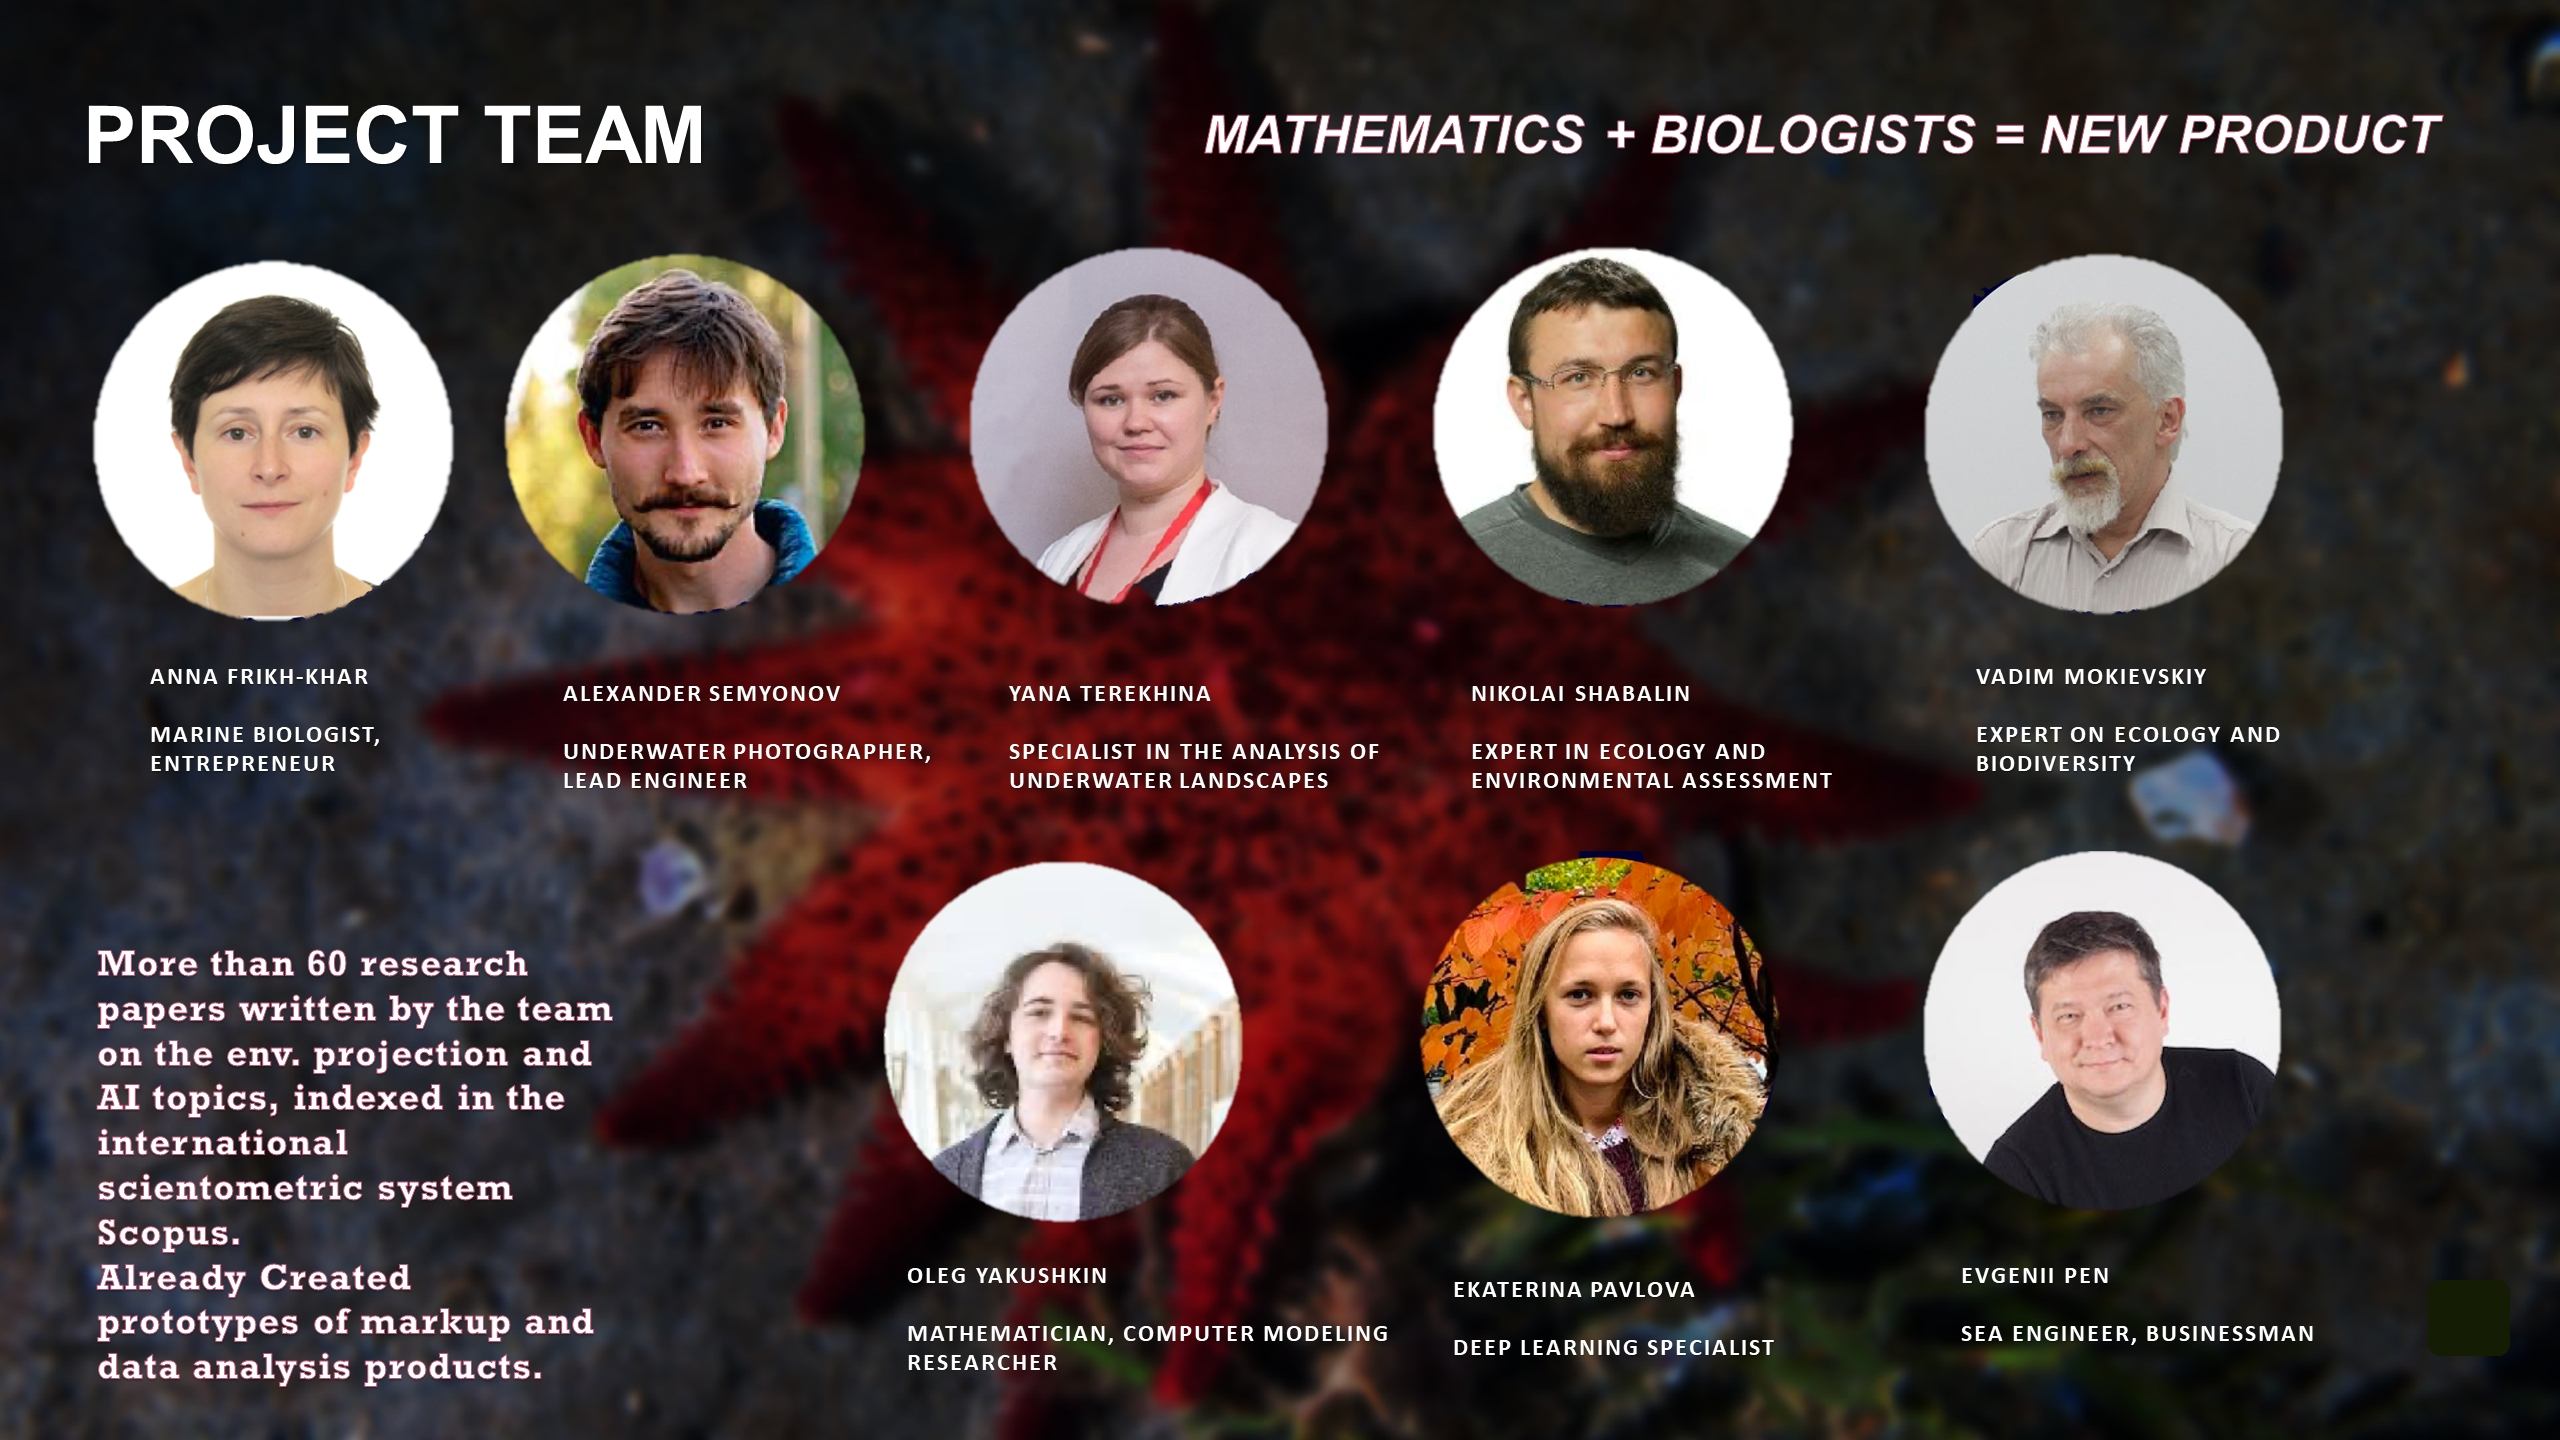 PROJECT TEAM
MATHEMATICS + BIOLOGISTS = NEW PRODUCT
ANNA FRIKH-KHAR
MARINE BIOLOGIST,
ENTREPRENEUR
ALEXANDER SEMYONOV
UNDERWATER PHOTOGRAPHER,
LEAD ENGINEER
YANA TEREKHINA
SPECIALIST IN THE ANALYSIS OF
UNDERWATER LANDSCAPES
NIKOLAI SHABALIN
EXPERT IN ECOLOGY AND
ENVIRONMENTAL ASSESSMENT
VADIM MOKIEVSKIY
EXPERT ON ECOLOGY AND
BIODIVERSITY
More than 60 research
papers written by the team
on the env. projection and
AI topics, indexed in the
international
scientometric system
Scopus.
Already Created
prototypes of markup and
data analysis products.
OLEG YAKUSHKIN
MATHEMATICIAN, COMPUTER MODELING
RESEARCHER
EKATERINA PAVLOVA
DEEP LEARNING SPECIALIST
EVGENII PEN
SEA ENGINEER, BUSINESSMAN